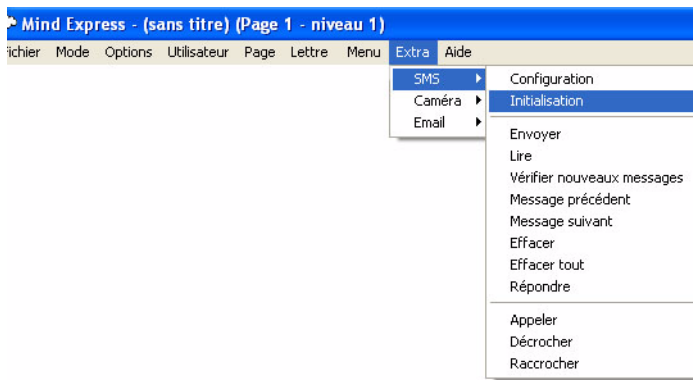 Mind Express - (sans titre) (Page 1 - niveau 1)
Fichier Mode Options Utilisateur Page Lettre Menu Extra Aide
SMS
Caméra
Email
Configuration
Initialisation
Envoyer
Lire
Vérifier nouveaux messages
Message précédent
Message suivant
Effacer
Effacer tout
Répondre
Appeler
Décrocher
Raccrocher